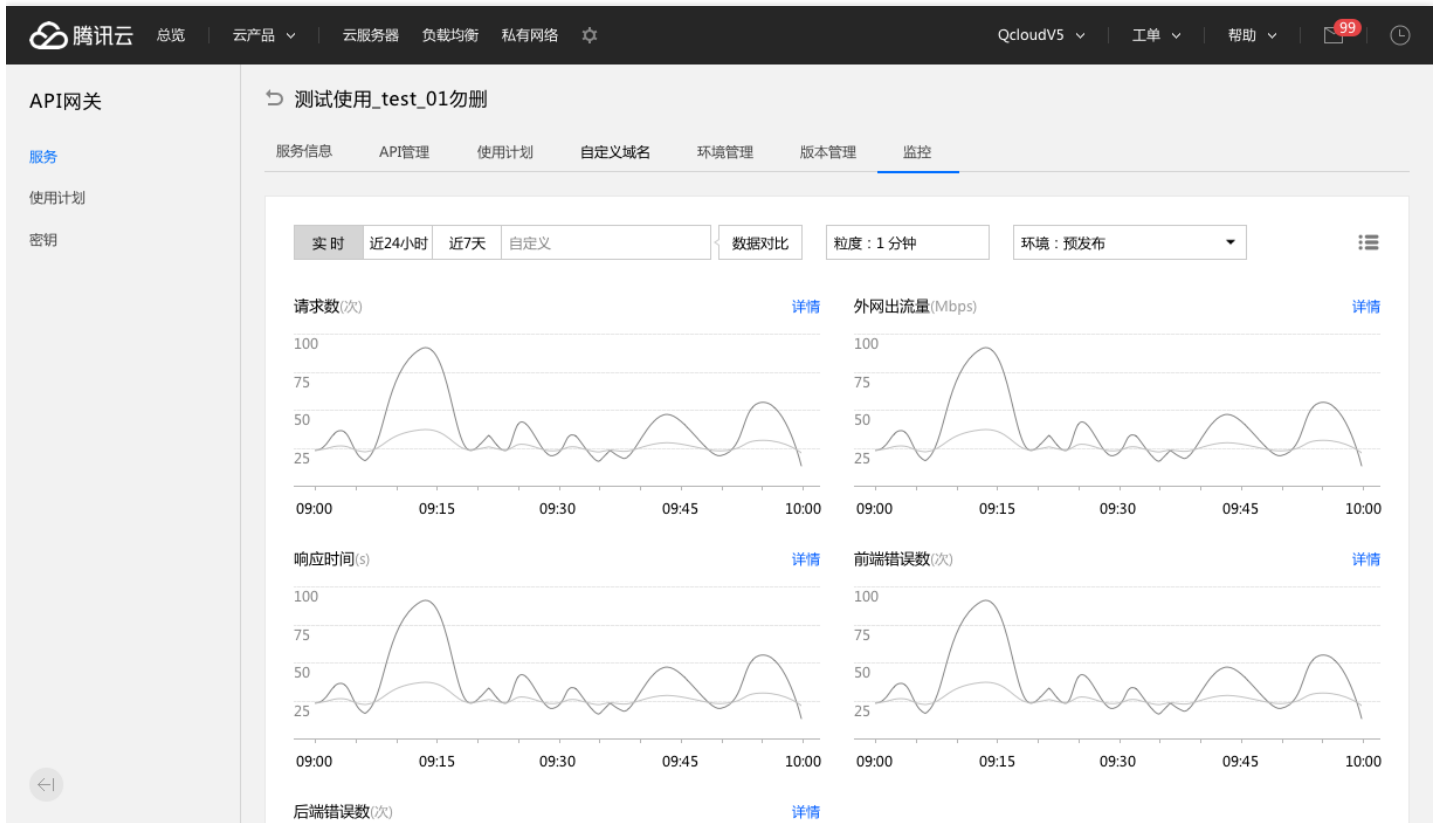 腾讯云 总览 云产品 云服务器 负载均衡 私有网络 QcloudV5 工单 帮助 99
API网关
服务
使用计划
密钥
测试使用_test_01勿删
服务信息 API管理 使用计划 自定义域名 环境管理 版本管理 监控
实时 近24小时 近7天 自定义 数据对比 粒度：1 分钟 环境：预发布
请求数(次) 详情 外网出流量(Mbps) 详情
100 100
75 75
50 50
25 25
09:00 09:15 09:30 09:45 10:00 09:00 09:15 09:30 09:45 10:00
响应时间(s) 详情 前端错误数(次) 详情
100 100
75 75
50 50
25 25
09:00 09:15 09:30 09:45 10:00 09:00 09:15 09:30 09:45 10:00
后端错误数(次) 详情